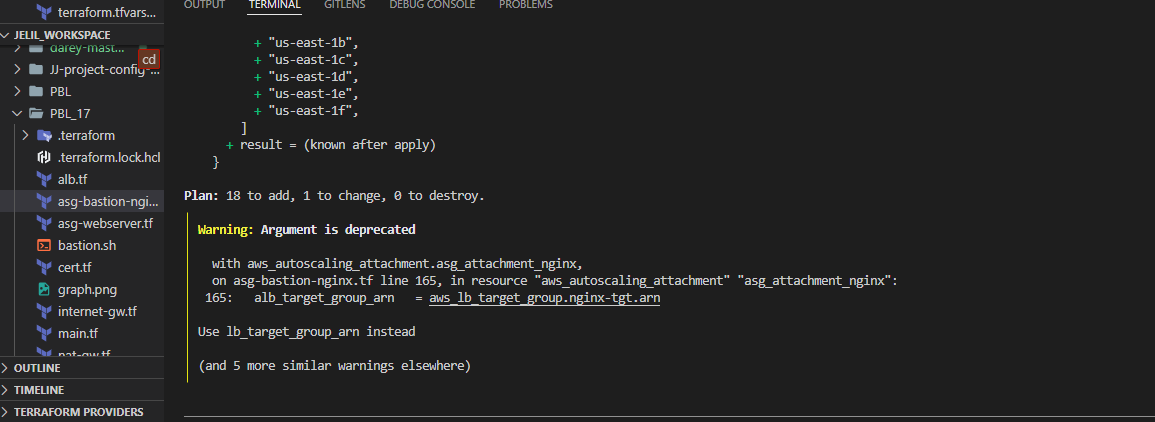 terraform.tfvars...
JELIL_WORKSPACE
darey-mast...
cd
JJ-project-config-...
PBL
PBL_17
.terraform
.terraform.lock.hcl
alb.tf
asg-bastion-ngi...
asg-webserver.tf
bastion.sh
cert.tf
graph.png
internet-gw.tf
main.tf
nat-gw.tf
OUTLINE
TIMELINE
TERRAFORM PROVIDERS
OUTPUT TERMINAL GITLENS DEBUG CONSOLE PROBLEMS
+ "us-east-1b",
+ "us-east-1c",
+ "us-east-1d",
+ "us-east-1e",
+ "us-east-1f",
]
+ result = (known after apply)
}
Plan: 18 to add, 1 to change, 0 to destroy.
Warning: Argument is deprecated
with aws_autoscaling_attachment.asg_attachment_nginx,
on asg-bastion-nginx.tf line 165, in resource "aws_autoscaling_attachment" "asg_attachment_nginx":
165: alb_target_group_arn = aws_lb_target_group.nginx-tgt.arn
Use lb_target_group_arn instead
(and 5 more similar warnings elsewhere)